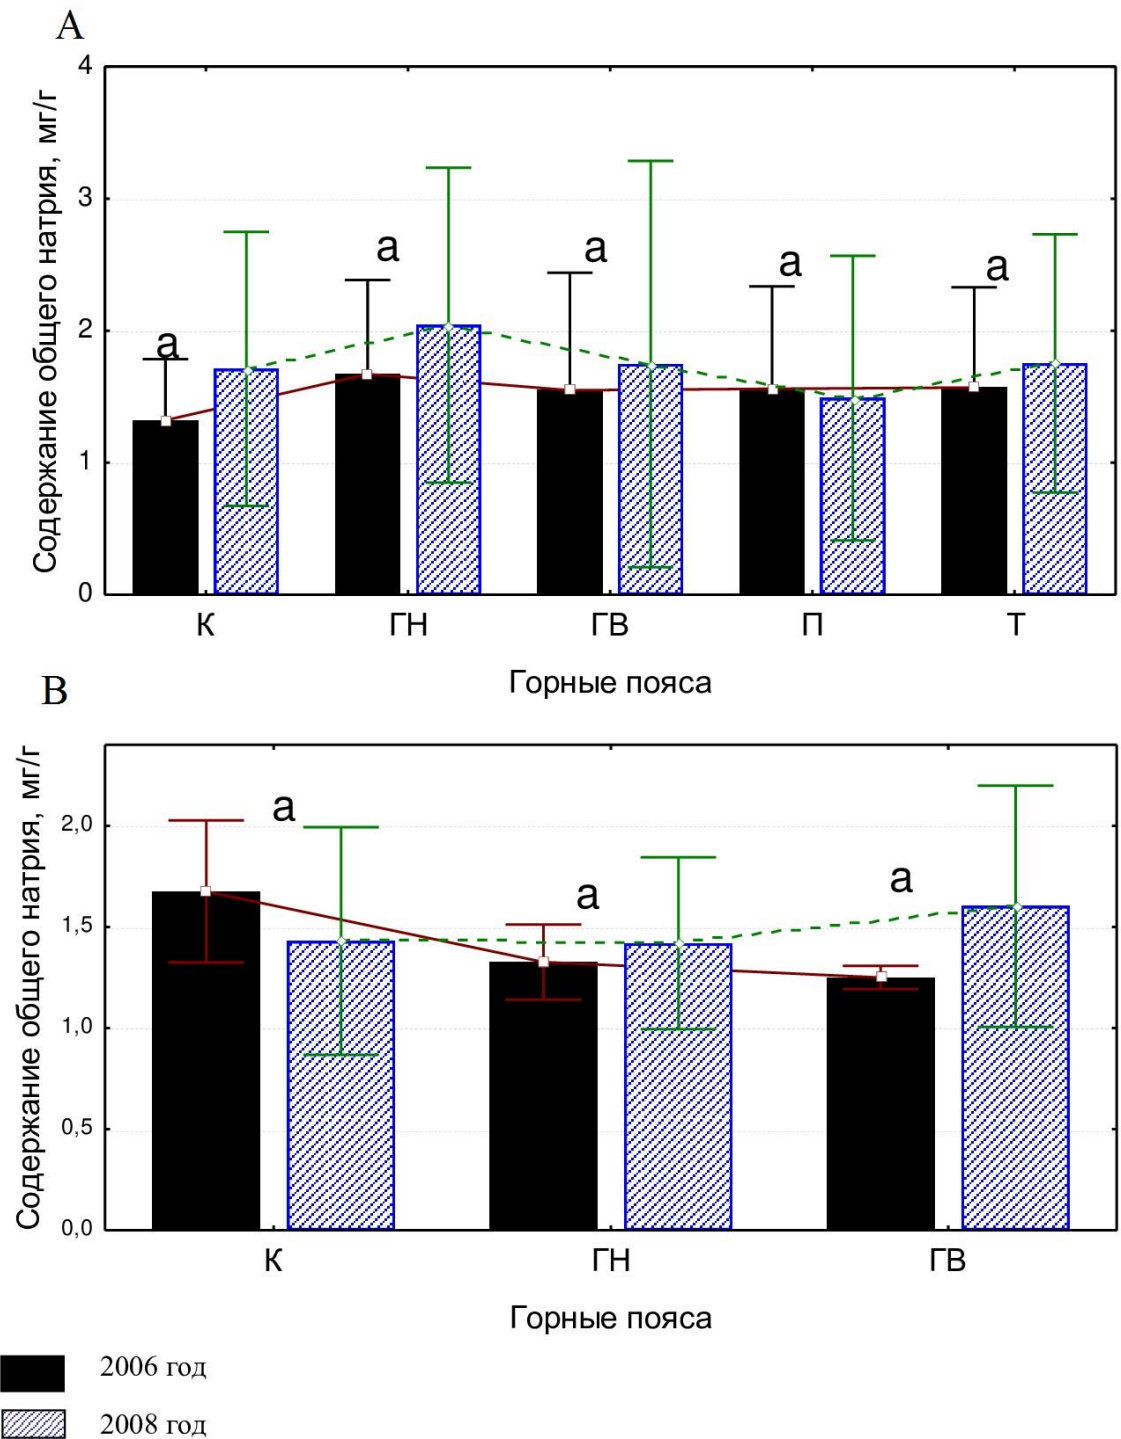 А
Содержание общего натрия, мг/г
4
3
2
1
0
а
а
а
а
а
К ГН ГВ П Т
Горные пояса
В
Содержание общего натрия, мг/г
2,0
1,5
1,0
0,5
0,0
а
а
а
К ГН ГВ
Горные пояса
2006 год
2008 год